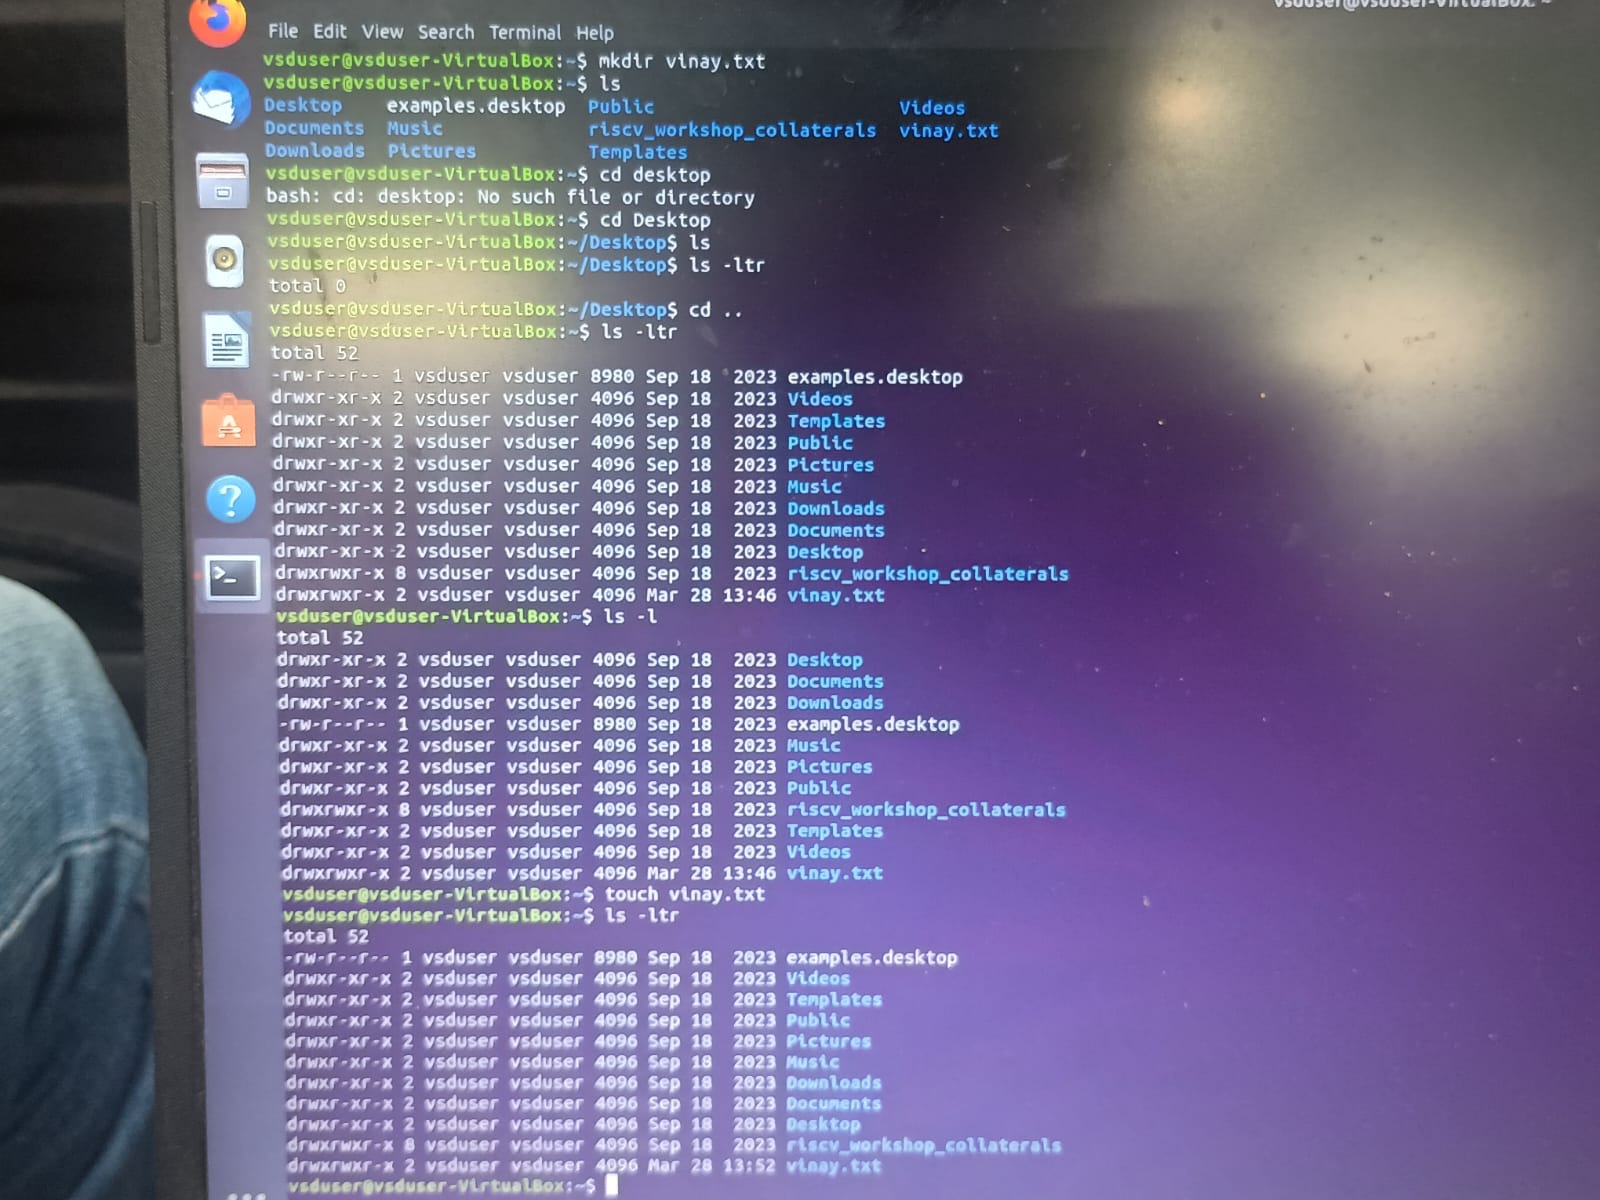 vsduser@vsduser-VirtualBox: ~
File Edit View Search Terminal Help
vsduser@vsduser-VirtualBox:~$ mkdir vinay.txt
vsduser@vsduser-VirtualBox:~$ ls
Desktop examples.desktop Public Videos
Documents Music riscv_workshop_collaterals vinay.txt
Downloads Pictures Templates
vsduser@vsduser-VirtualBox:~$ cd desktop
bash: cd: desktop: No such file or directory
vsduser@vsduser-VirtualBox:~$ cd Desktop
vsduser@vsduser-VirtualBox:~/Desktop$ ls
vsduser@vsduser-VirtualBox:~/Desktop$ ls -ltr
total 0
vsduser@vsduser-VirtualBox:~/Desktop$ cd ..
vsduser@vsduser-VirtualBox:~$ ls -ltr
total 52
-rw-r--r-- 1 vsduser vsduser 8980 Sep 18 2023 examples.desktop
drwxr-xr-x 2 vsduser vsduser 4096 Sep 18 2023 Videos
drwxr-xr-x 2 vsduser vsduser 4096 Sep 18 2023 Templates
drwxr-xr-x 2 vsduser vsduser 4096 Sep 18 2023 Public
drwxr-xr-x 2 vsduser vsduser 4096 Sep 18 2023 Pictures
drwxr-xr-x 2 vsduser vsduser 4096 Sep 18 2023 Music
drwxr-xr-x 2 vsduser vsduser 4096 Sep 18 2023 Downloads
drwxr-xr-x 2 vsduser vsduser 4096 Sep 18 2023 Documents
drwxr-xr-x 2 vsduser vsduser 4096 Sep 18 2023 Desktop
drwxrwxr-x 8 vsduser vsduser 4096 Sep 18 2023 riscv_workshop_collaterals
drwxrwxr-x 2 vsduser vsduser 4096 Mar 28 13:46 vinay.txt
vsduser@vsduser-VirtualBox:~$ ls -l
total 52
drwxr-xr-x 2 vsduser vsduser 4096 Sep 18 2023 Desktop
drwxr-xr-x 2 vsduser vsduser 4096 Sep 18 2023 Documents
drwxr-xr-x 2 vsduser vsduser 4096 Sep 18 2023 Downloads
-rw-r--r-- 1 vsduser vsduser 8980 Sep 18 2023 examples.desktop
drwxr-xr-x 2 vsduser vsduser 4096 Sep 18 2023 Music
drwxr-xr-x 2 vsduser vsduser 4096 Sep 18 2023 Pictures
drwxr-xr-x 2 vsduser vsduser 4096 Sep 18 2023 Public
drwxrwxr-x 8 vsduser vsduser 4096 Sep 18 2023 riscv_workshop_collaterals
drwxr-xr-x 2 vsduser vsduser 4096 Sep 18 2023 Templates
drwxr-xr-x 2 vsduser vsduser 4096 Sep 18 2023 Videos
drwxrwxr-x 2 vsduser vsduser 4096 Mar 28 13:46 vinay.txt
vsduser@vsduser-VirtualBox:~$ touch vinay.txt
vsduser@vsduser-VirtualBox:~$ ls -ltr
total 52
-rw-r--r-- 1 vsduser vsduser 8980 Sep 18 2023 examples.desktop
drwxr-xr-x 2 vsduser vsduser 4096 Sep 18 2023 Videos
drwxr-xr-x 2 vsduser vsduser 4096 Sep 18 2023 Templates
drwxr-xr-x 2 vsduser vsduser 4096 Sep 18 2023 Public
drwxr-xr-x 2 vsduser vsduser 4096 Sep 18 2023 Pictures
drwxr-xr-x 2 vsduser vsduser 4096 Sep 18 2023 Music
drwxr-xr-x 2 vsduser vsduser 4096 Sep 18 2023 Downloads
drwxr-xr-x 2 vsduser vsduser 4096 Sep 18 2023 Documents
drwxr-xr-x 2 vsduser vsduser 4096 Sep 18 2023 Desktop
drwxrwxr-x 8 vsduser vsduser 4096 Sep 18 2023 riscv_workshop_collaterals
drwxrwxr-x 2 vsduser vsduser 4096 Mar 28 13:52 vinay.txt
vsduser@vsduser-VirtualBox:~$